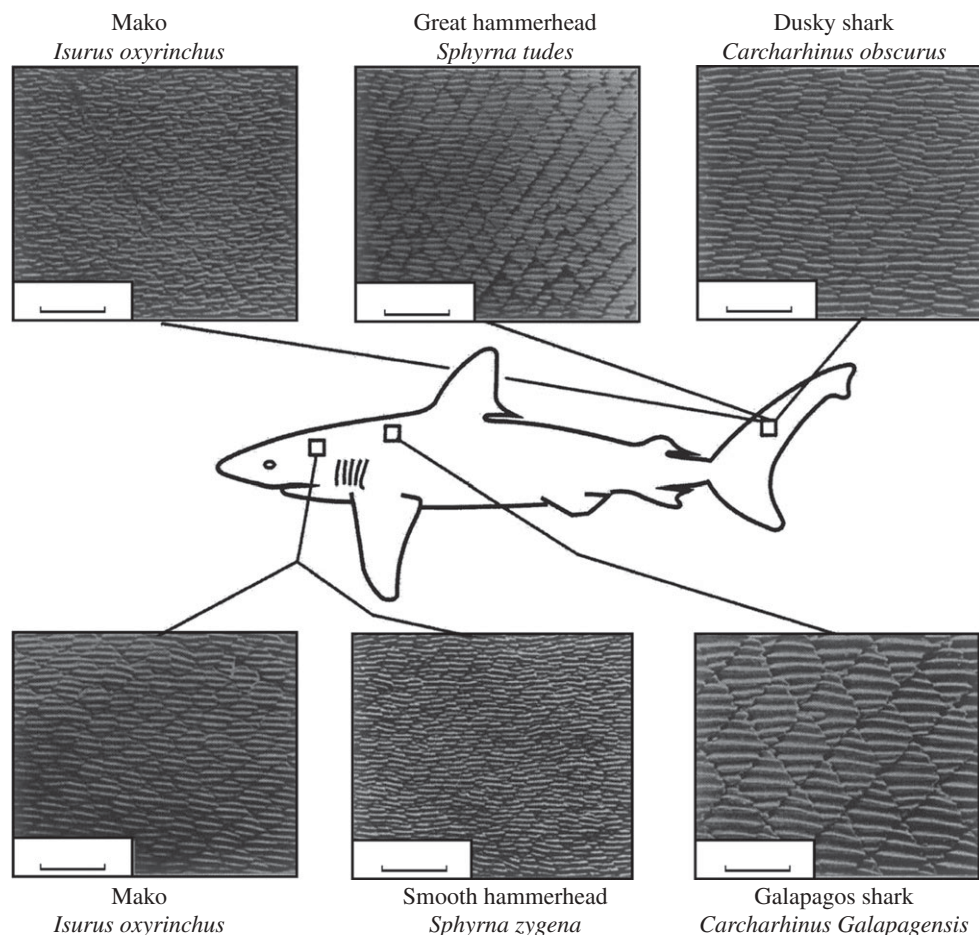 Mako
Isurus oxyrinchus
Great hammerhead
Sphyrna tudes
Dusky shark
Carcharhinus obscurus
Mako
Isurus oxyrinchus
Smooth hammerhead
Sphyrna zygena
Galapagos shark
Carcharhinus Galapagensis